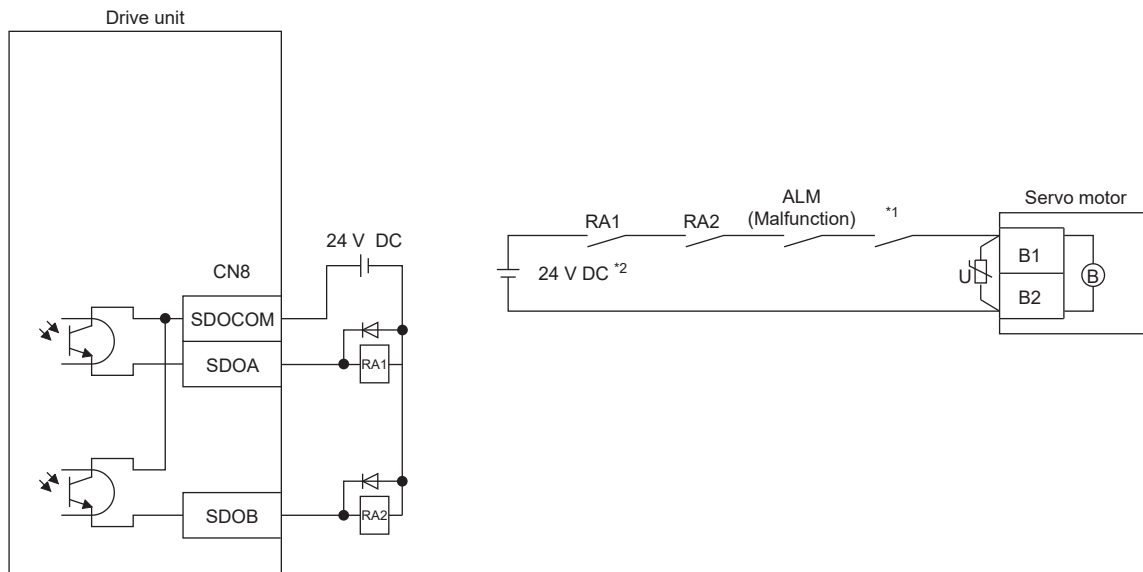 Drive unit
24 V DC
CN8
SDOCOM
SDOA
RA1
SDOB
RA2
RA1
RA2
ALM
(Malfunction)
*1
24 V DC *2
Servo motor
U
B1
B2
B